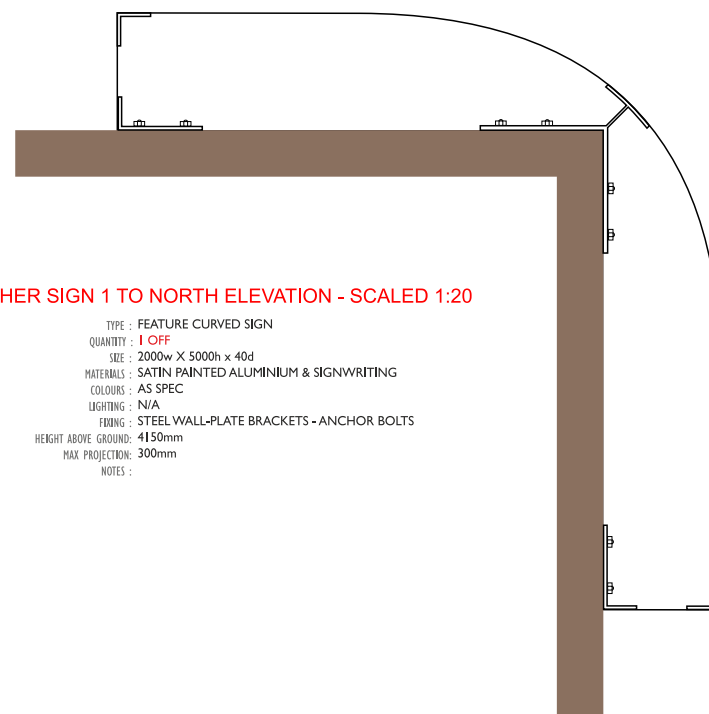 HER SIGN 1 TO NORTH ELEVATION - SCALED 1:20
TYPE : FEATURE CURVED SIGN
QUANTITY : 1 OFF
SIZE : 2000w X 5000h x 40d
MATERIALS : SATIN PAINTED ALUMINIUM & SIGNWRITING
COLOURS : AS SPEC
LIGHTING : N/A
FIXING : STEEL WALL-PLATE BRACKETS - ANCHOR BOLTS
HEIGHT ABOVE GROUND: 4150mm
MAX PROJECTION: 300mm
NOTES :